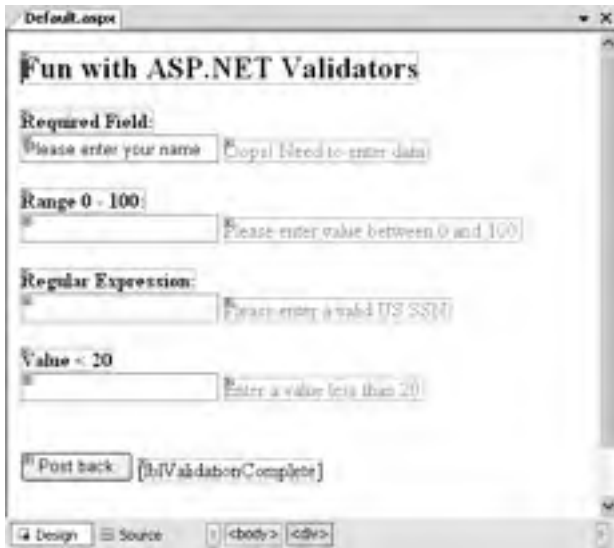 Default.aspx
Fun with ASP.NET Validators
Required Field:
Please enter your name Oops! Need to enter data.
Range 0 - 100:
Please enter value between 0 and 100.
Regular Expression:
Please enter a valid US SSN.
Value < 20
Enter a value less than 20.
Post back [lblValidationComplete]
Design Source <body> <div>